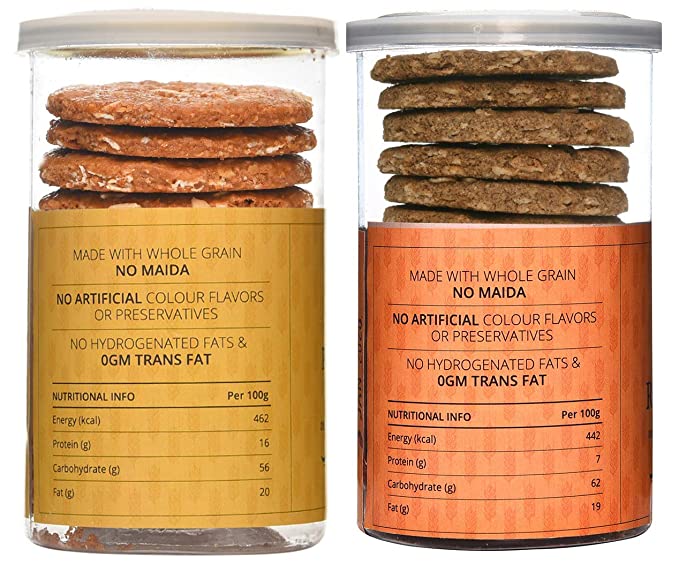 MADE WITH WHOLE GRAIN
NO MAIDA
NO ARTIFICIAL COLOUR FLAVORS
OR PRESERVATIVES
NO HYDROGENATED FATS &
0GM TRANS FAT
NUTRITIONAL INFO Per 100g
Energy (kcal) 462
Protein (g) 16
Carbohydrate (g) 56
Fat (g) 20
MADE WITH WHOLE GRAIN
NO MAIDA
NO ARTIFICIAL COLOUR FLAVORS
OR PRESERVATIVES
NO HYDROGENATED FATS &
0GM TRANS FAT
NUTRITIONAL INFO Per 100g
Energy (kcal) 442
Protein (g) 7
Carbohydrate (g) 62
Fat (g) 19